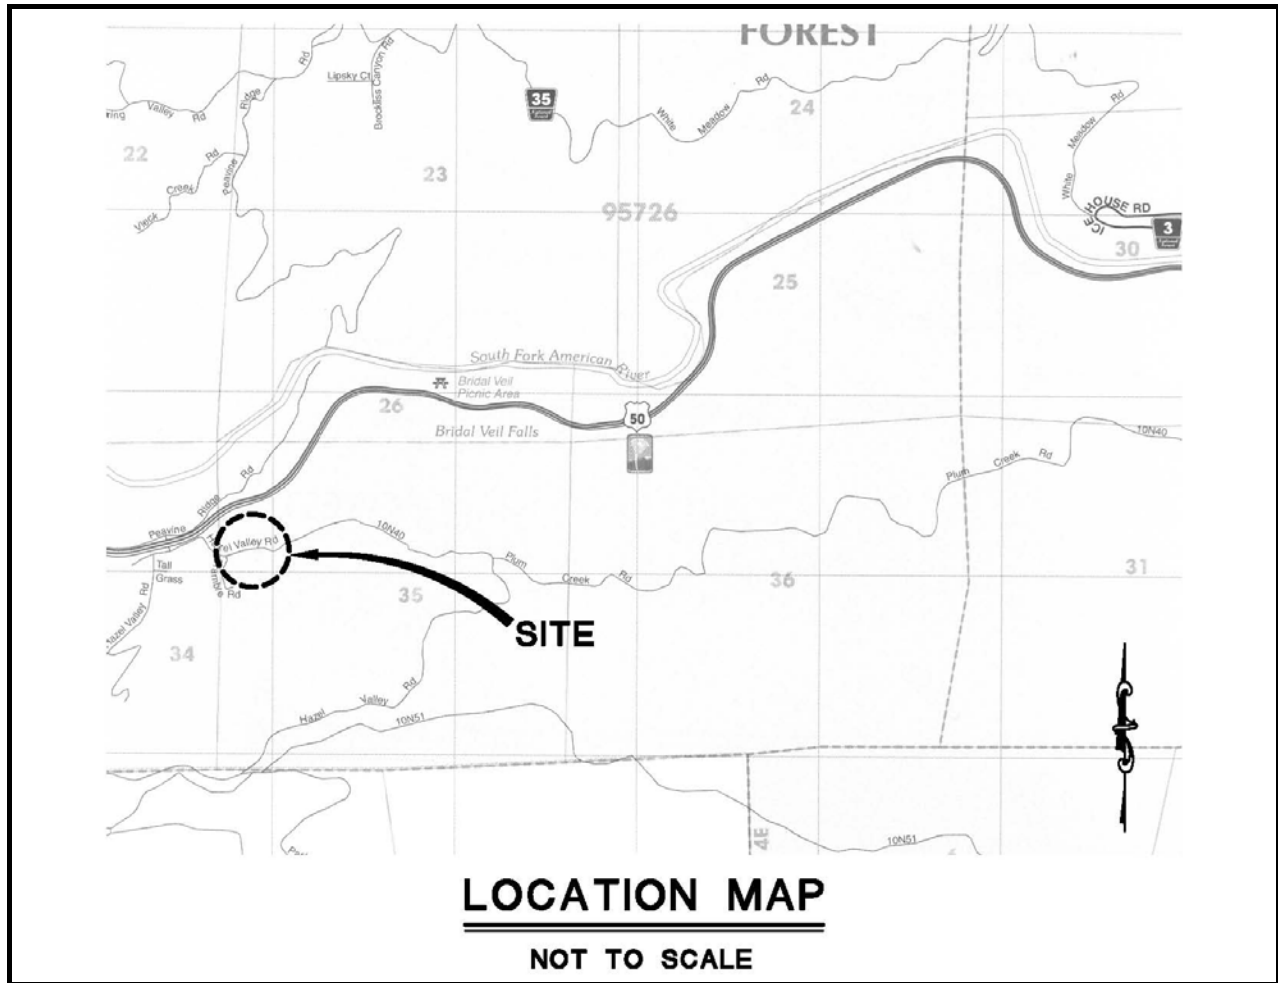 FOREST
Lipsky Ct
Brockliss Canyon Rd
Rd
Ridge
Peavine
ring
Valley
Rd
35
White
Meadow
Rd
24
Rd
Meadow
White
22
Rd
Creek
23
95726
ICE HOUSE RD
3
30
25
South Fork American River
Bridal Veil
Picnic Area
26
Bridal Veil Falls
50
10N40
Plum
Creek
Rd
Rd
Ridge
Peavine
el Valley Rd
10N40
Tall
Grass
e Rd
Plum
Creek
Rd
36
31
35
Rd
Hazel Valley
34
SITE
Rd
Valley
Hazel
10N51
4E
10N51
LOCATION MAP
NOT TO SCALE